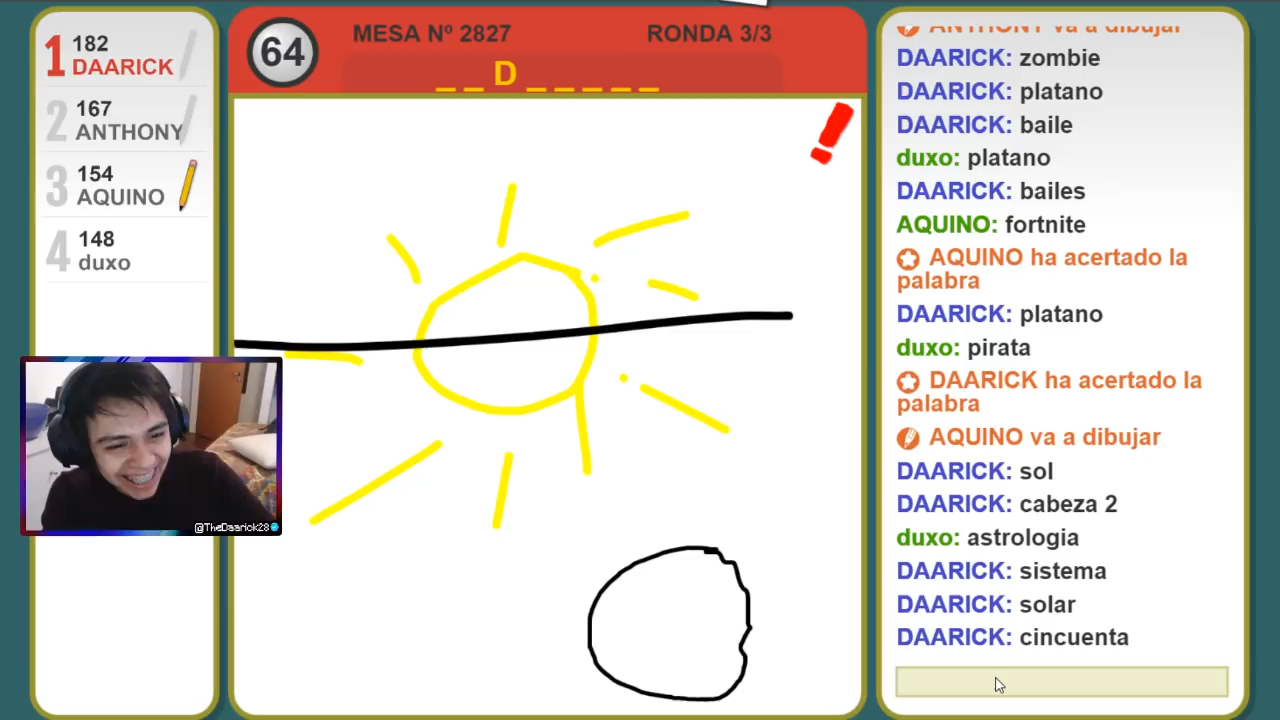 1 182
DAARICK
2 167
ANTHONY
3 154
AQUINO
4 148
duxo
64
MESA Nº 2827
RONDA 3/3
_ _ D _ _ _ _ _
!
@TheDaarick28
ANTHONY va a dibujar
DAARICK: zombie
DAARICK: platano
DAARICK: baile
duxo: platano
DAARICK: bailes
AQUINO: fortnite
AQUINO ha acertado la
palabra
DAARICK: platano
duxo: pirata
DAARICK ha acertado la
palabra
AQUINO va a dibujar
DAARICK: sol
DAARICK: cabeza 2
duxo: astrologia
DAARICK: sistema
DAARICK: solar
DAARICK: cincuenta